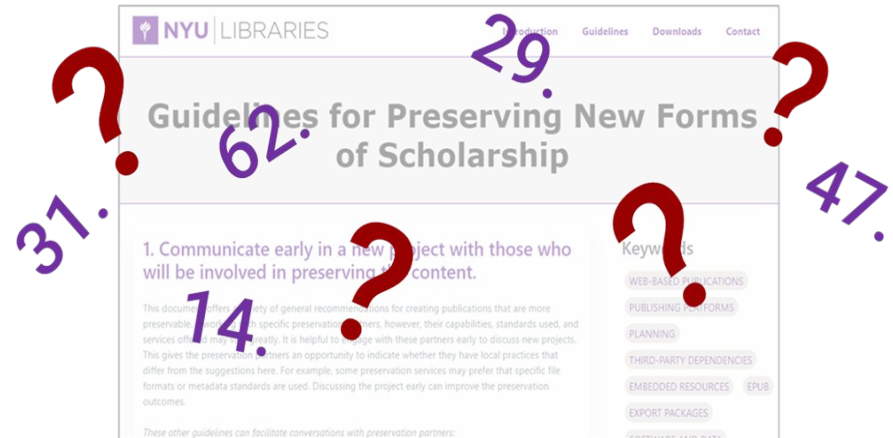 NYU LIBRARIES
Introduction Guidelines Downloads Contact
29.
? ?
Guidelines for Preserving New Forms
of Scholarship
62.
31.
47.
? ?
1. Communicate early in a new project with those who
will be involved in preserving the content.
14.
This document offers a variety of general recommendations for creating publications that are more
preservable. If working with specific preservation partners, however, their capabilities, standards used, and
services offered may vary greatly. It is helpful to engage with these partners early to discuss new projects.
This gives the preservation partners an opportunity to indicate whether they have local practices that
differ from the suggestions here. For example, some preservation services may prefer that specific file
formats or metadata standards are used. Discussing the project early can improve the preservation
outcomes.
These other guidelines can facilitate conversations with preservation partners:
Keywords
WEB-BASED PUBLICATIONS
PUBLISHING PLATFORMS
PLANNING
THIRD-PARTY DEPENDENCIES
EMBEDDED RESOURCES EPUB
EXPORT PACKAGES
SOFTWARE AND DATA